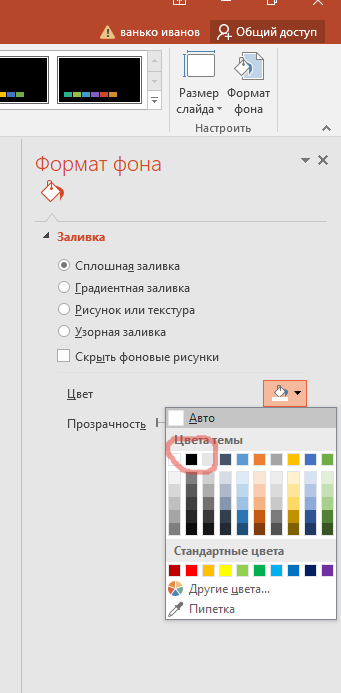 ванько иванов
Общий доступ
Размер слайда
Формат фона
Настроить
Формат фона
Заливка
Сплошная заливка
Градиентная заливка
Рисунок или текстура
Узорная заливка
Скрыть фоновые рисунки
Цвет
Прозрачность
Авто
Цвета темы
Стандартные цвета
Другие цвета...
Пипетка